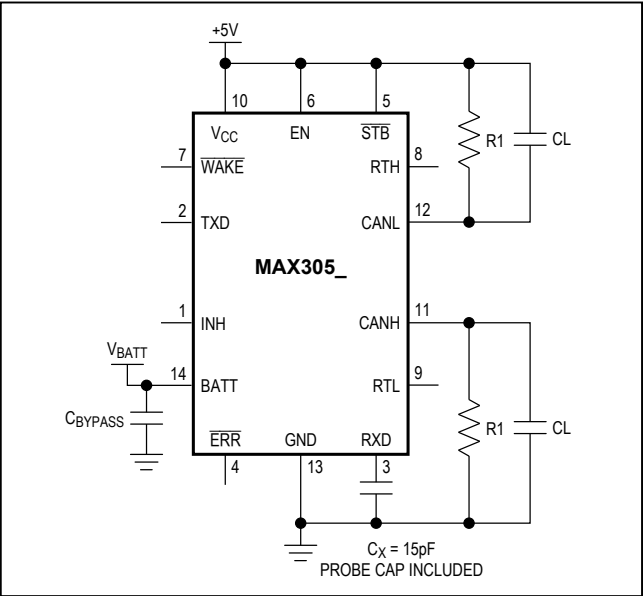 +5V
10 6 5
VCC EN STB
7 WAKE RTH 8
R1 CL
2 TXD CANL 12
MAX305_
1 INH CANH 11
VBATT
14 BATT RTL 9
CBYPASS
R1 CL
ERR GND RXD
4 13 3
CX = 15pF
PROBE CAP INCLUDED